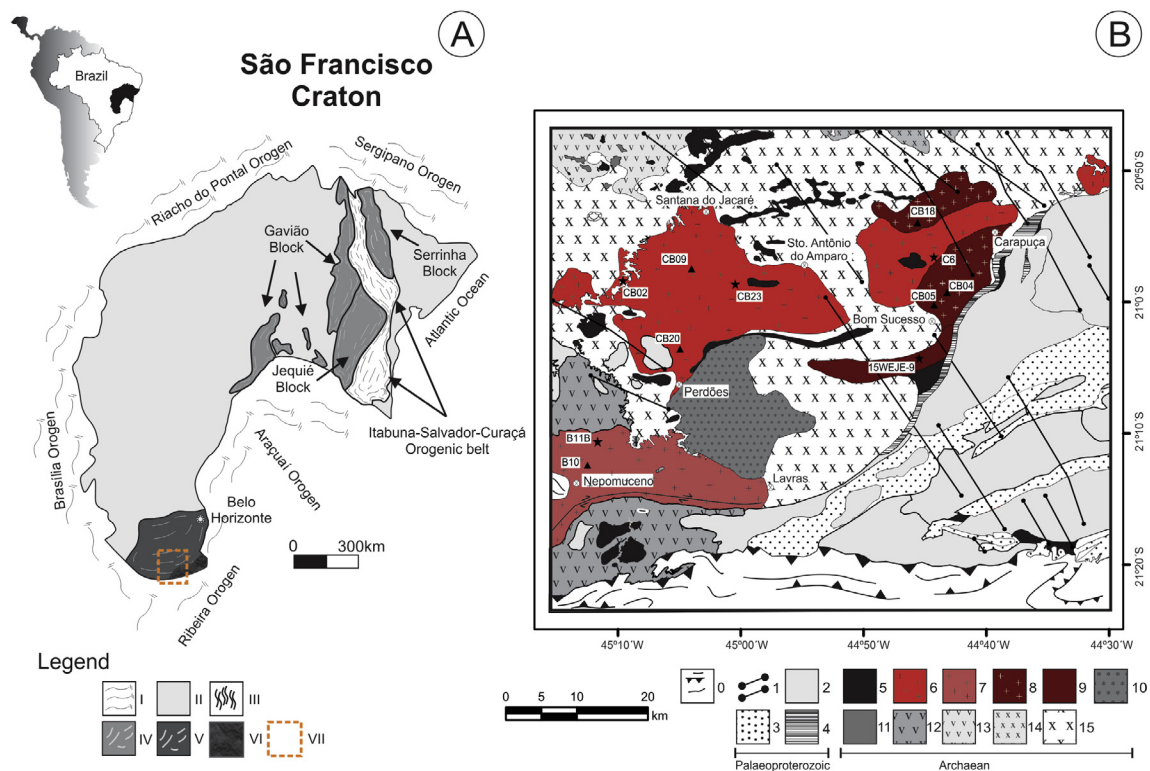 A
B
Brazil
São Francisco
Craton
Sergipano Orogen
Riacho do Pontal Orogen
Gavião
Block
Serrinha
Block
Atlantic Ocean
Jequié
Block
Itabuna-Salvador-Curaçá
Orogenic belt
Araçuaí Orogen
Brasília Orogen
Belo
Horizonte
0 300km
Ribeira Orogen
Legend
I II III
IV V VI VII
Santana do Jacaré
CB18
Carapuça
Sto. Antônio
do Amparo
C6
CB09
CB02
CB23
CB04
CB05
Bom Sucesso
CB20
15WEJE-9
Perdões
B11B
B10
Nepomuceno
Lavras
20°50'S
21°0'S
21°10'S
21°20'S
45°10'W 45°00'W 44°50'W 44°40'W 44°30'W
0 5 10 20
km
0 1 2 5 6 7 8 9 10
3 4 11 12 13 14 15
Palaeoproterozoic Archaean